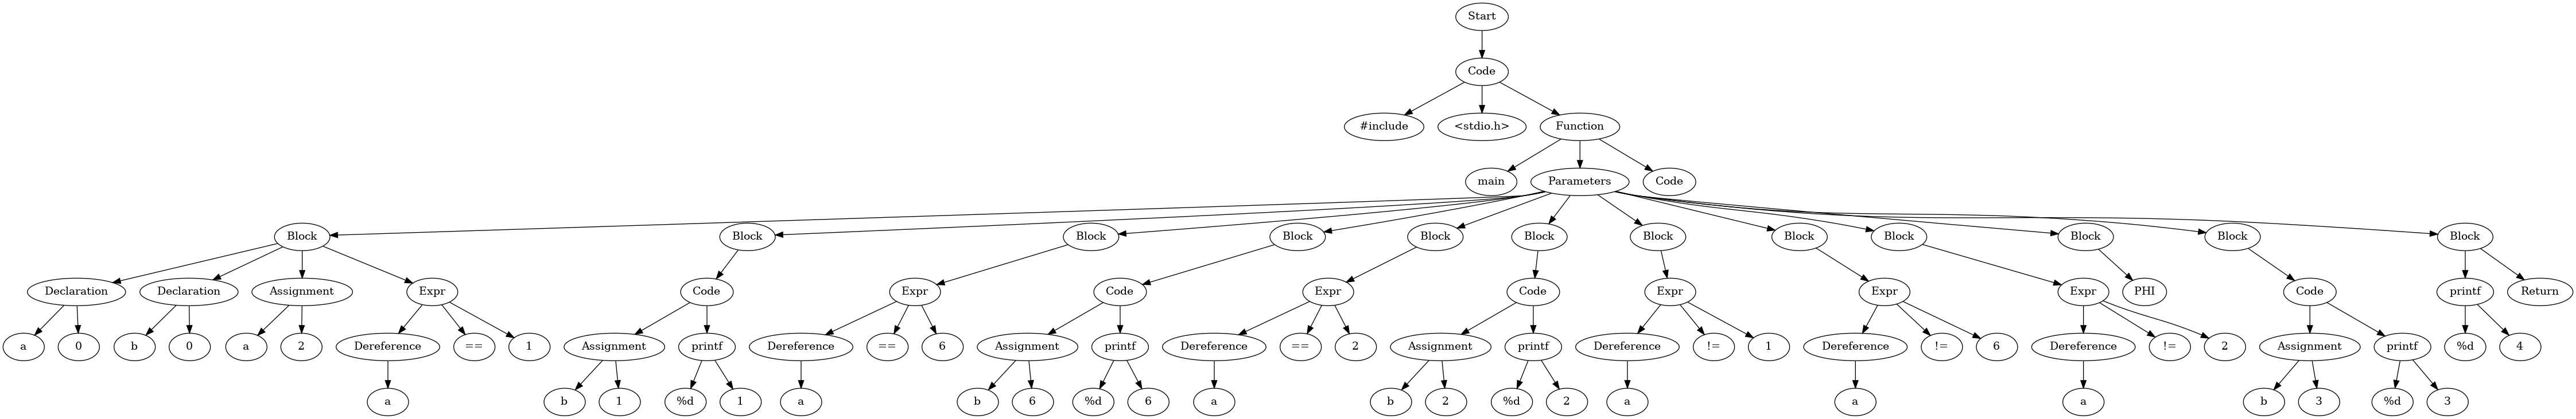 Start
Code
#include <stdio.h> Function
main Parameters Code
Block Block Block Block Block Block Block Block Block Block Block Block
Declaration Declaration Assignment Expr Code Expr Code Expr Code Expr Expr Expr PHI Code printf Return
a 0 b 0 a 2 Dereference == 1 Assignment printf Dereference == 6 Assignment printf Dereference == 2 Assignment printf Dereference != 1 Dereference != 6 Dereference != 2 Assignment printf %d 4
a b 1 %d 1 a b 6 %d 6 a b 2 %d 2 a a a b 3 %d 3